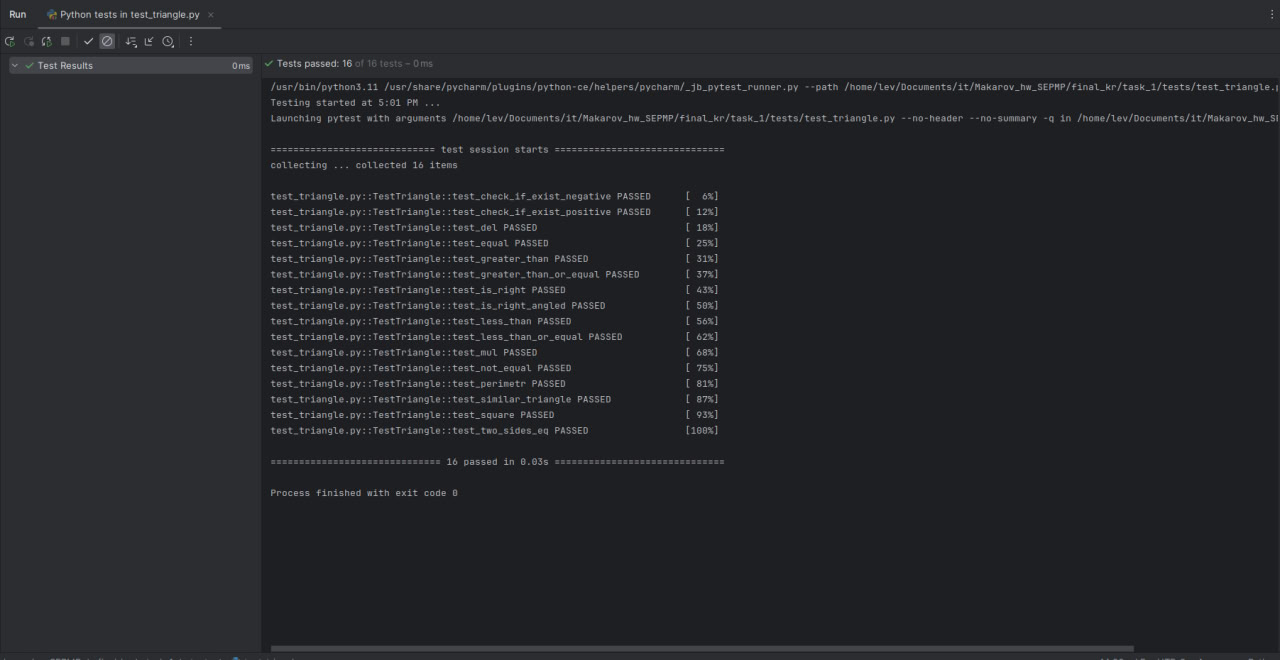 Run Python tests in test_triangle.py ×
Test Results 0 ms
Tests passed: 16 of 16 tests – 0 ms
/usr/bin/python3.11 /usr/share/pycharm/plugins/python-ce/helpers/pycharm/_jb_pytest_runner.py --path /home/lev/Documents/it/Makarov_hw_SEPMP/final_kr/task_1/tests/test_triangle.p
Testing started at 5:01 PM ...
Launching pytest with arguments /home/lev/Documents/it/Makarov_hw_SEPMP/final_kr/task_1/tests/test_triangle.py --no-header --no-summary -q in /home/lev/Documents/it/Makarov_hw_SE
============================= test session starts ==============================
collecting ... collected 16 items
test_triangle.py::TestTriangle::test_check_if_exist_negative PASSED [  6%]
test_triangle.py::TestTriangle::test_check_if_exist_positive PASSED [ 12%]
test_triangle.py::TestTriangle::test_del PASSED [ 18%]
test_triangle.py::TestTriangle::test_equal PASSED [ 25%]
test_triangle.py::TestTriangle::test_greater_than PASSED [ 31%]
test_triangle.py::TestTriangle::test_greater_than_or_equal PASSED [ 37%]
test_triangle.py::TestTriangle::test_is_right PASSED [ 43%]
test_triangle.py::TestTriangle::test_is_right_angled PASSED [ 50%]
test_triangle.py::TestTriangle::test_less_than PASSED [ 56%]
test_triangle.py::TestTriangle::test_less_than_or_equal PASSED [ 62%]
test_triangle.py::TestTriangle::test_mul PASSED [ 68%]
test_triangle.py::TestTriangle::test_not_equal PASSED [ 75%]
test_triangle.py::TestTriangle::test_perimetr PASSED [ 81%]
test_triangle.py::TestTriangle::test_similar_triangle PASSED [ 87%]
test_triangle.py::TestTriangle::test_square PASSED [ 93%]
test_triangle.py::TestTriangle::test_two_sides_eq PASSED [100%]
============================== 16 passed in 0.03s ==============================
Process finished with exit code 0